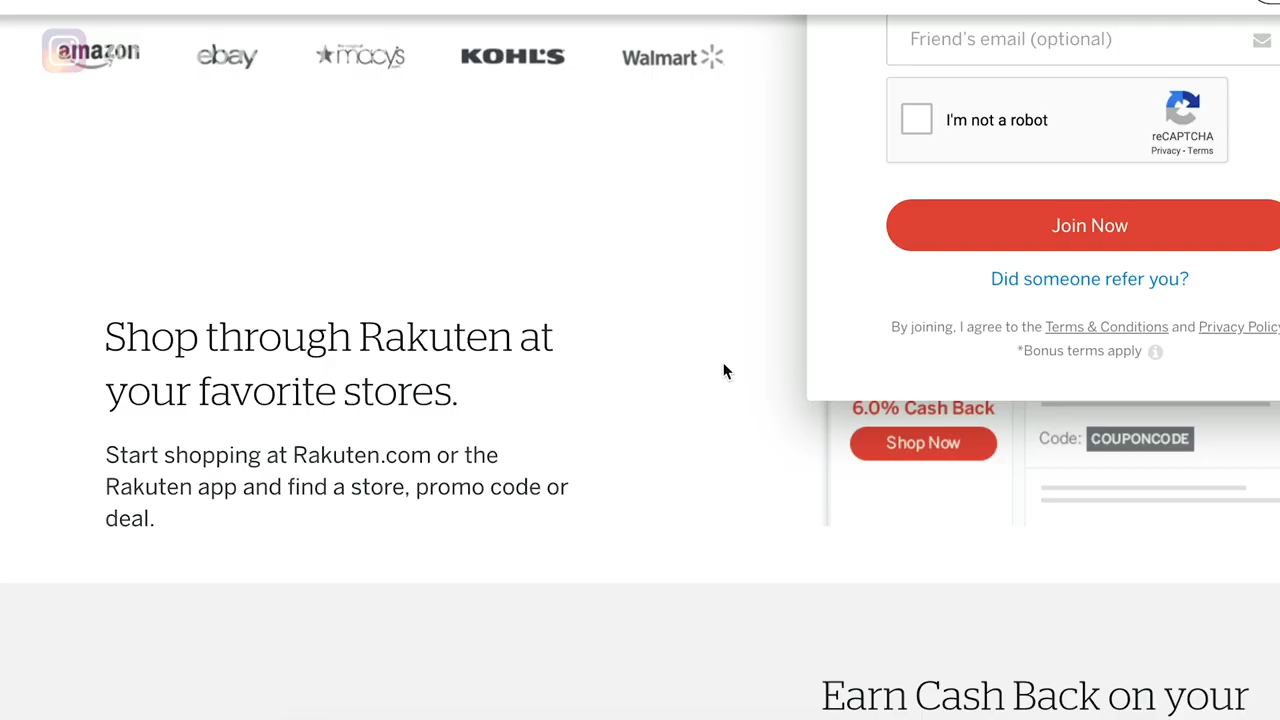 amazon ebay macy's KOHL'S Walmart
Friend's email (optional)
I'm not a robot
reCAPTCHA
Privacy - Terms
Join Now
Did someone refer you?
By joining, I agree to the Terms & Conditions and Privacy Policy
*Bonus terms apply
Shop through Rakuten at
your favorite stores.
Start shopping at Rakuten.com or the
Rakuten app and find a store, promo code or
deal.
6.0% Cash Back
Shop Now
Code: COUPONCODE
Earn Cash Back on your